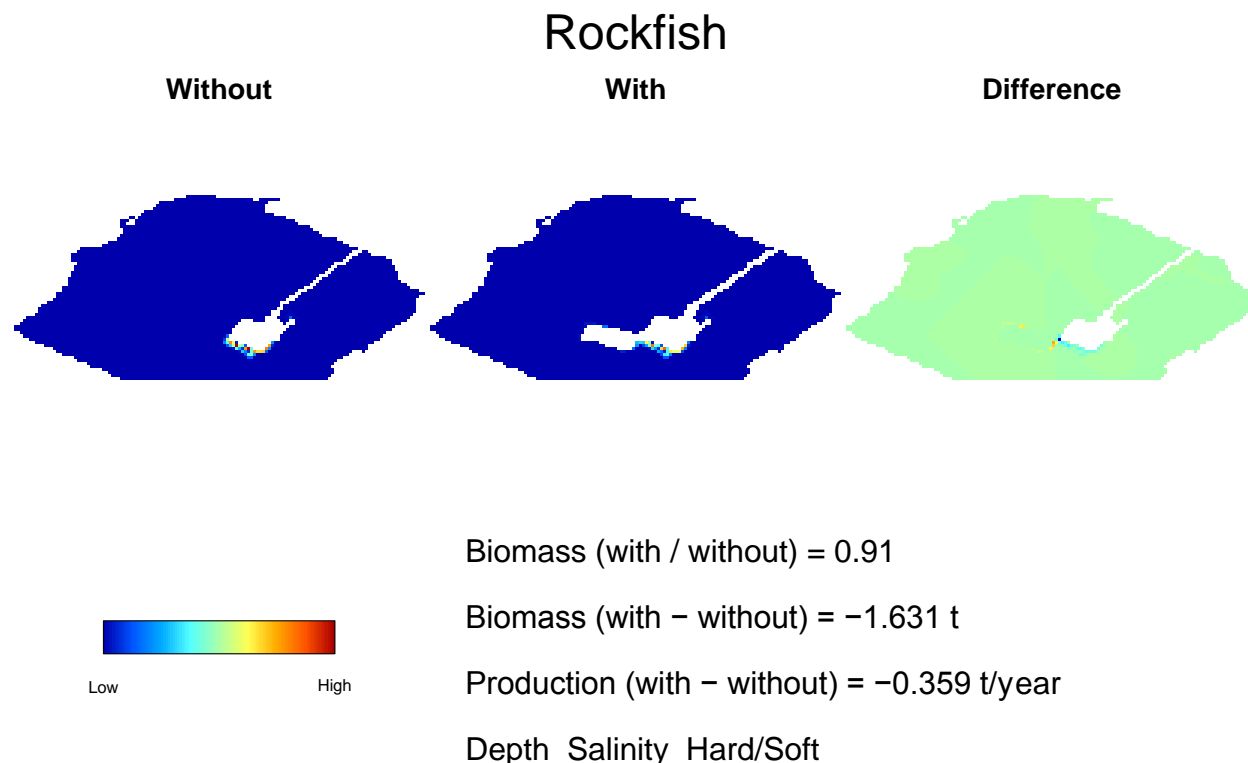 Rockfish
Without With Difference
Biomass (with / without) = 0.91
Biomass (with − without) = −1.631 t
Low High
Production (with − without) = −0.359 t/year
Depth Salinity Hard/Soft